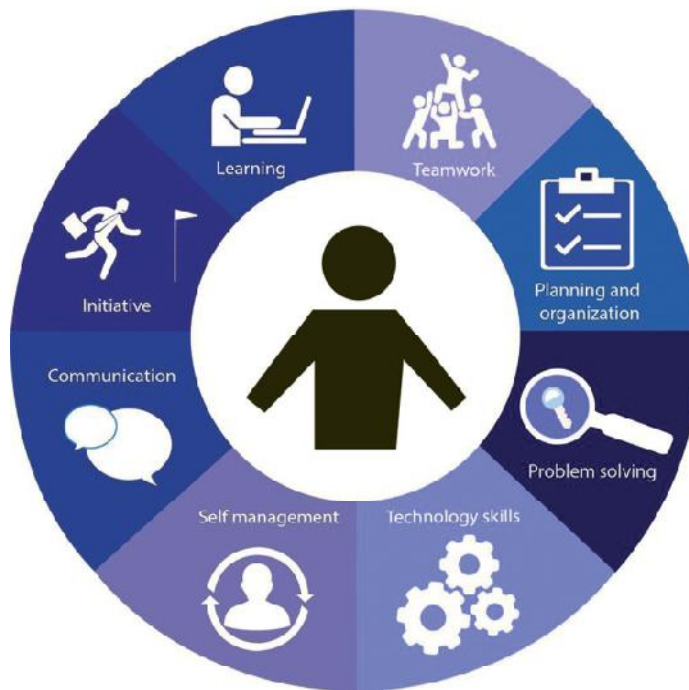 Learning
Teamwork
Initiative
Planning and
organization
Communication
Problem solving
Self management
Technology skills